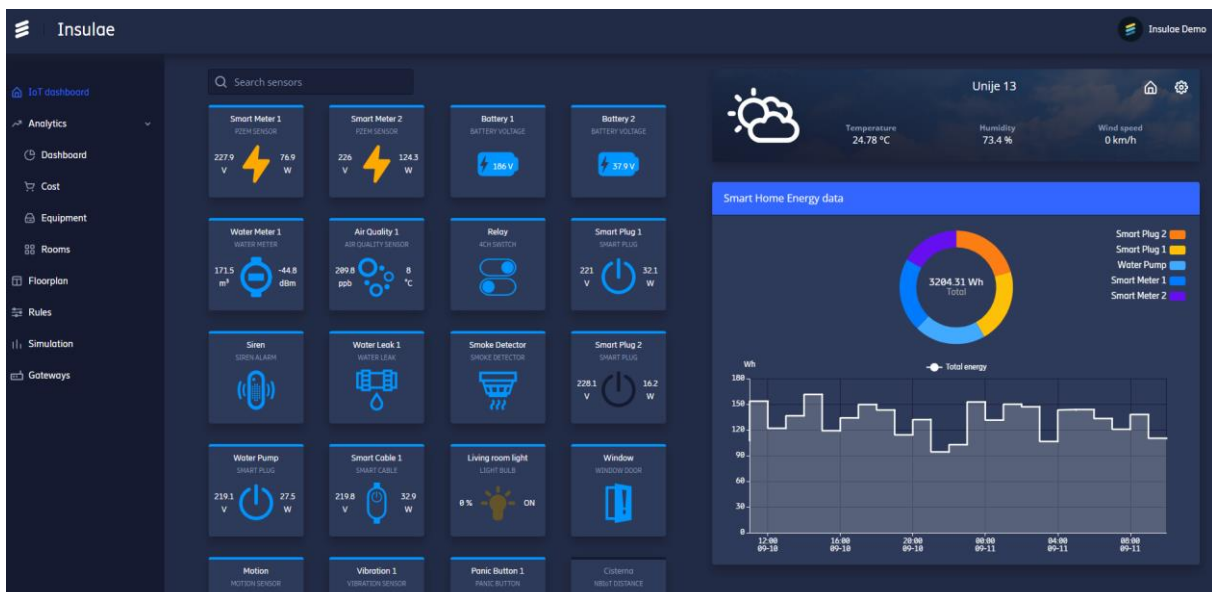 Insulae
Insulae Demo
IoT dashboard
Analytics
Dashboard
Cost
Equipment
Rooms
Floorplan
Rules
Simulation
Gateways
Search sensors
Smart Meter 1
PZEM SENSOR
227.9 V
76.9 W
Smart Meter 2
PZEM SENSOR
226 V
124.3 W
Battery 1
BATTERY VOLTAGE
186 V
Battery 2
BATTERY VOLTAGE
37.9 V
Water Meter 1
WATER METER
171.5 m³
-44.8 dBm
Air Quality 1
AIR QUALITY SENSOR
209.8 ppb
8 °C
Relay
4CH SWITCH
Smart Plug 1
SMART PLUG
221 V
32.1 W
Siren
SIREN ALARM
Water Leak 1
WATER LEAK
Smoke Detector
SMOKE DETECTOR
Smart Plug 2
SMART PLUG
228.1 V
16.2 W
Water Pump
SMART PLUG
219.1 V
27.5 W
Smart Cable 1
SMART CABLE
219.8 V
32.9 W
Living room light
LIGHT BULB
0 %
ON
Window
WINDOW DOOR
Motion
MOTION SENSOR
Vibration 1
VIBRATION SENSOR
Panic Button 1
PANIC BUTTON
Cisterna
NBIoT DISTANCE
Unije 13
Temperature
24.78 °C
Humidity
73.4 %
Wind speed
0 km/h
Smart Home Energy data
3204.31 Wh
Total
Smart Plug 2
Smart Plug 1
Water Pump
Smart Meter 1
Smart Meter 2
Wh
Total energy
180
150
120
90
60
30
0
12:00 09-10
16:00 09-10
20:00 09-10
00:00 09-11
04:00 09-11
08:00 09-11